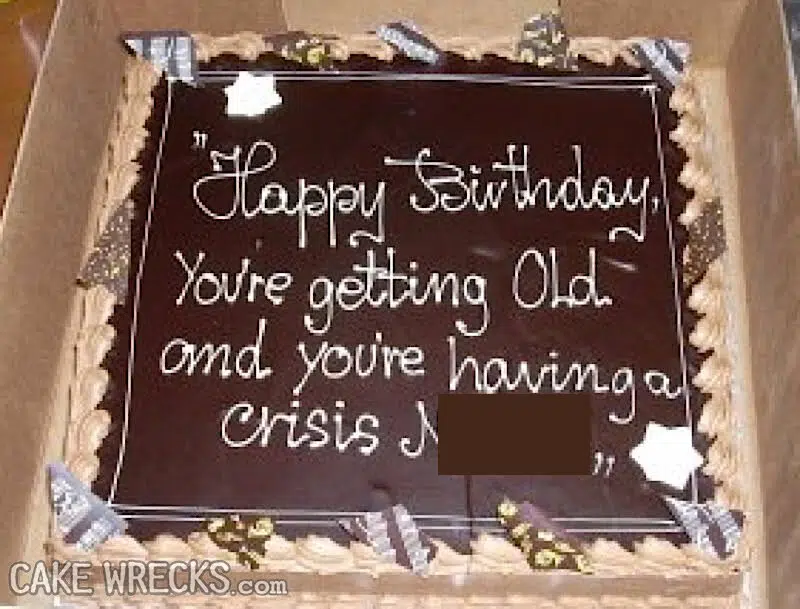 "Happy Birthday,
You're getting Old
and you're having a
Crisis N
"
CAKE WRECKS.com